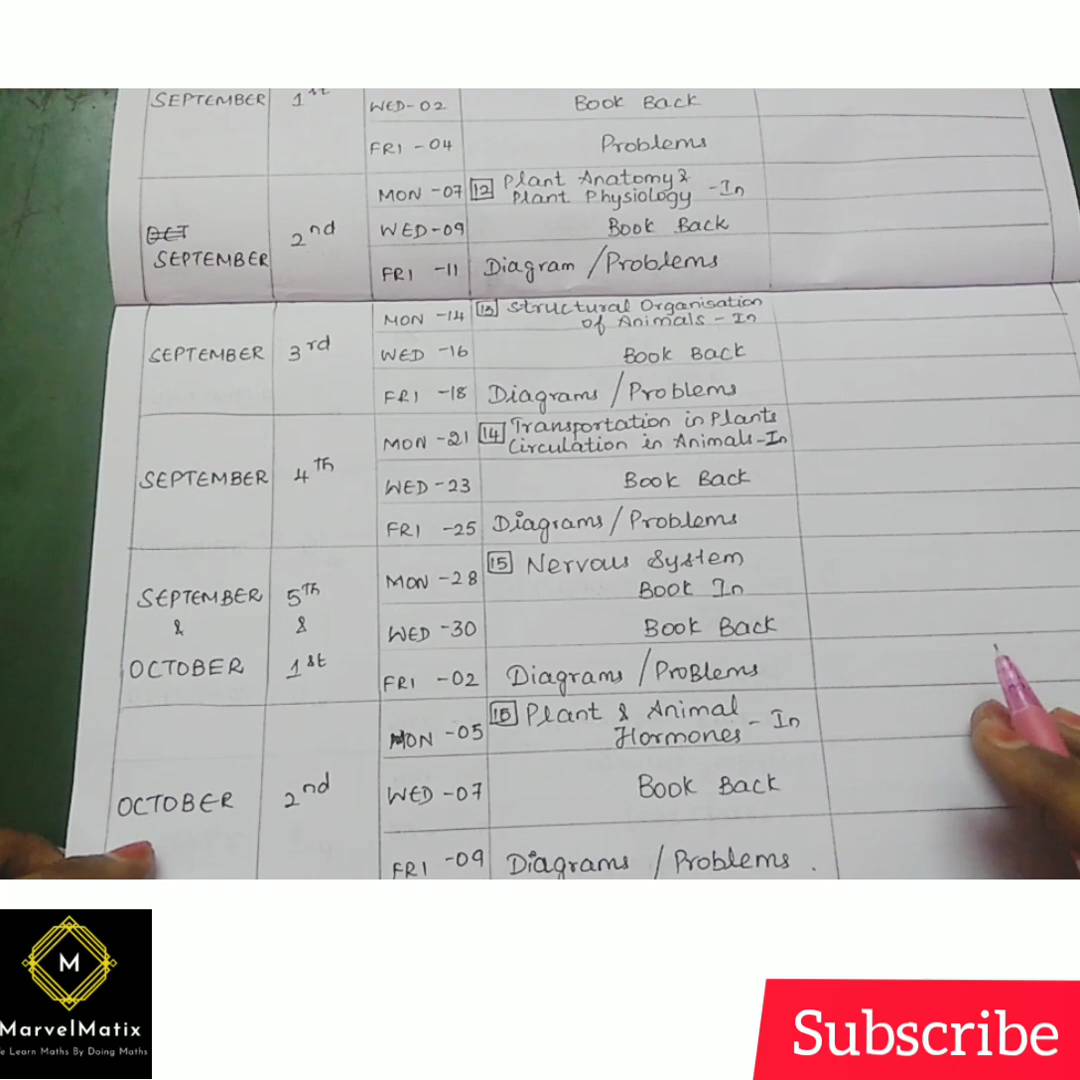 SEPTEMBER 1st WED-02 Book Back
FRI -04 Problems
MON -07 12 Plant Anatomy &
Plant Physiology -In
SEPTEMBER 2nd WED-09 Book Back
FRI -11 Diagram / Problems
MON -14 13 Structural Organisation
of Animals - In
SEPTEMBER 3rd WED -16 Book Back
FRI -18 Diagrams / Problems
MON -21 14 Transportation in Plants
Circulation in Animals -In
SEPTEMBER 4Th WED -23 Book Back
FRI -25 Diagrams / Problems
MON -28 15 Nervous System
Book In
SEPTEMBER 5Th
& &
OCTOBER 1st
WED -30 Book Back
FRI -02 Diagrams / Problems
MON -05 15 Plant & Animal
Hormones - In
OCTOBER 2nd WED -07 Book Back
FRI -09 Diagrams / Problems .
M
MarvelMatix
e Learn Maths By Doing Maths
Subscribe